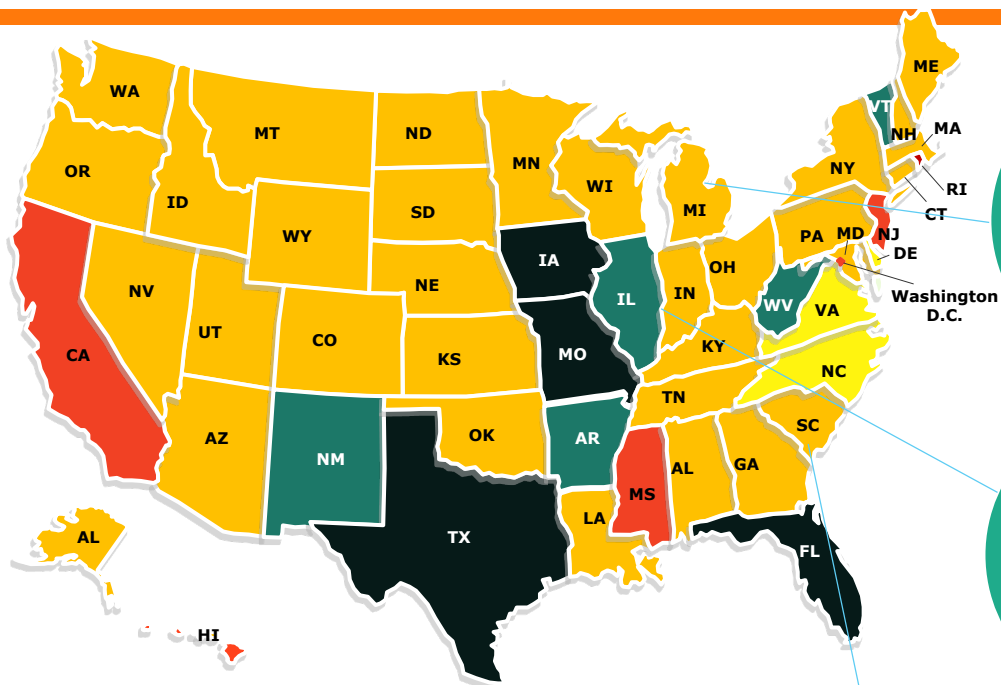 ME
WA
VT
MT
ND
NH
MA
MN
OR
NY
WI
RI
ID
SD
MI
CT
WY
PA
MD
NJ
DE
IA
OH
NE
NV
IL
IN
WV
Washington
D.C.
VA
UT
CO
KY
CA
KS
MO
NC
TN
SC
AZ
OK
AR
NM
GA
AL
MS
LA
AL
TX
FL
HI